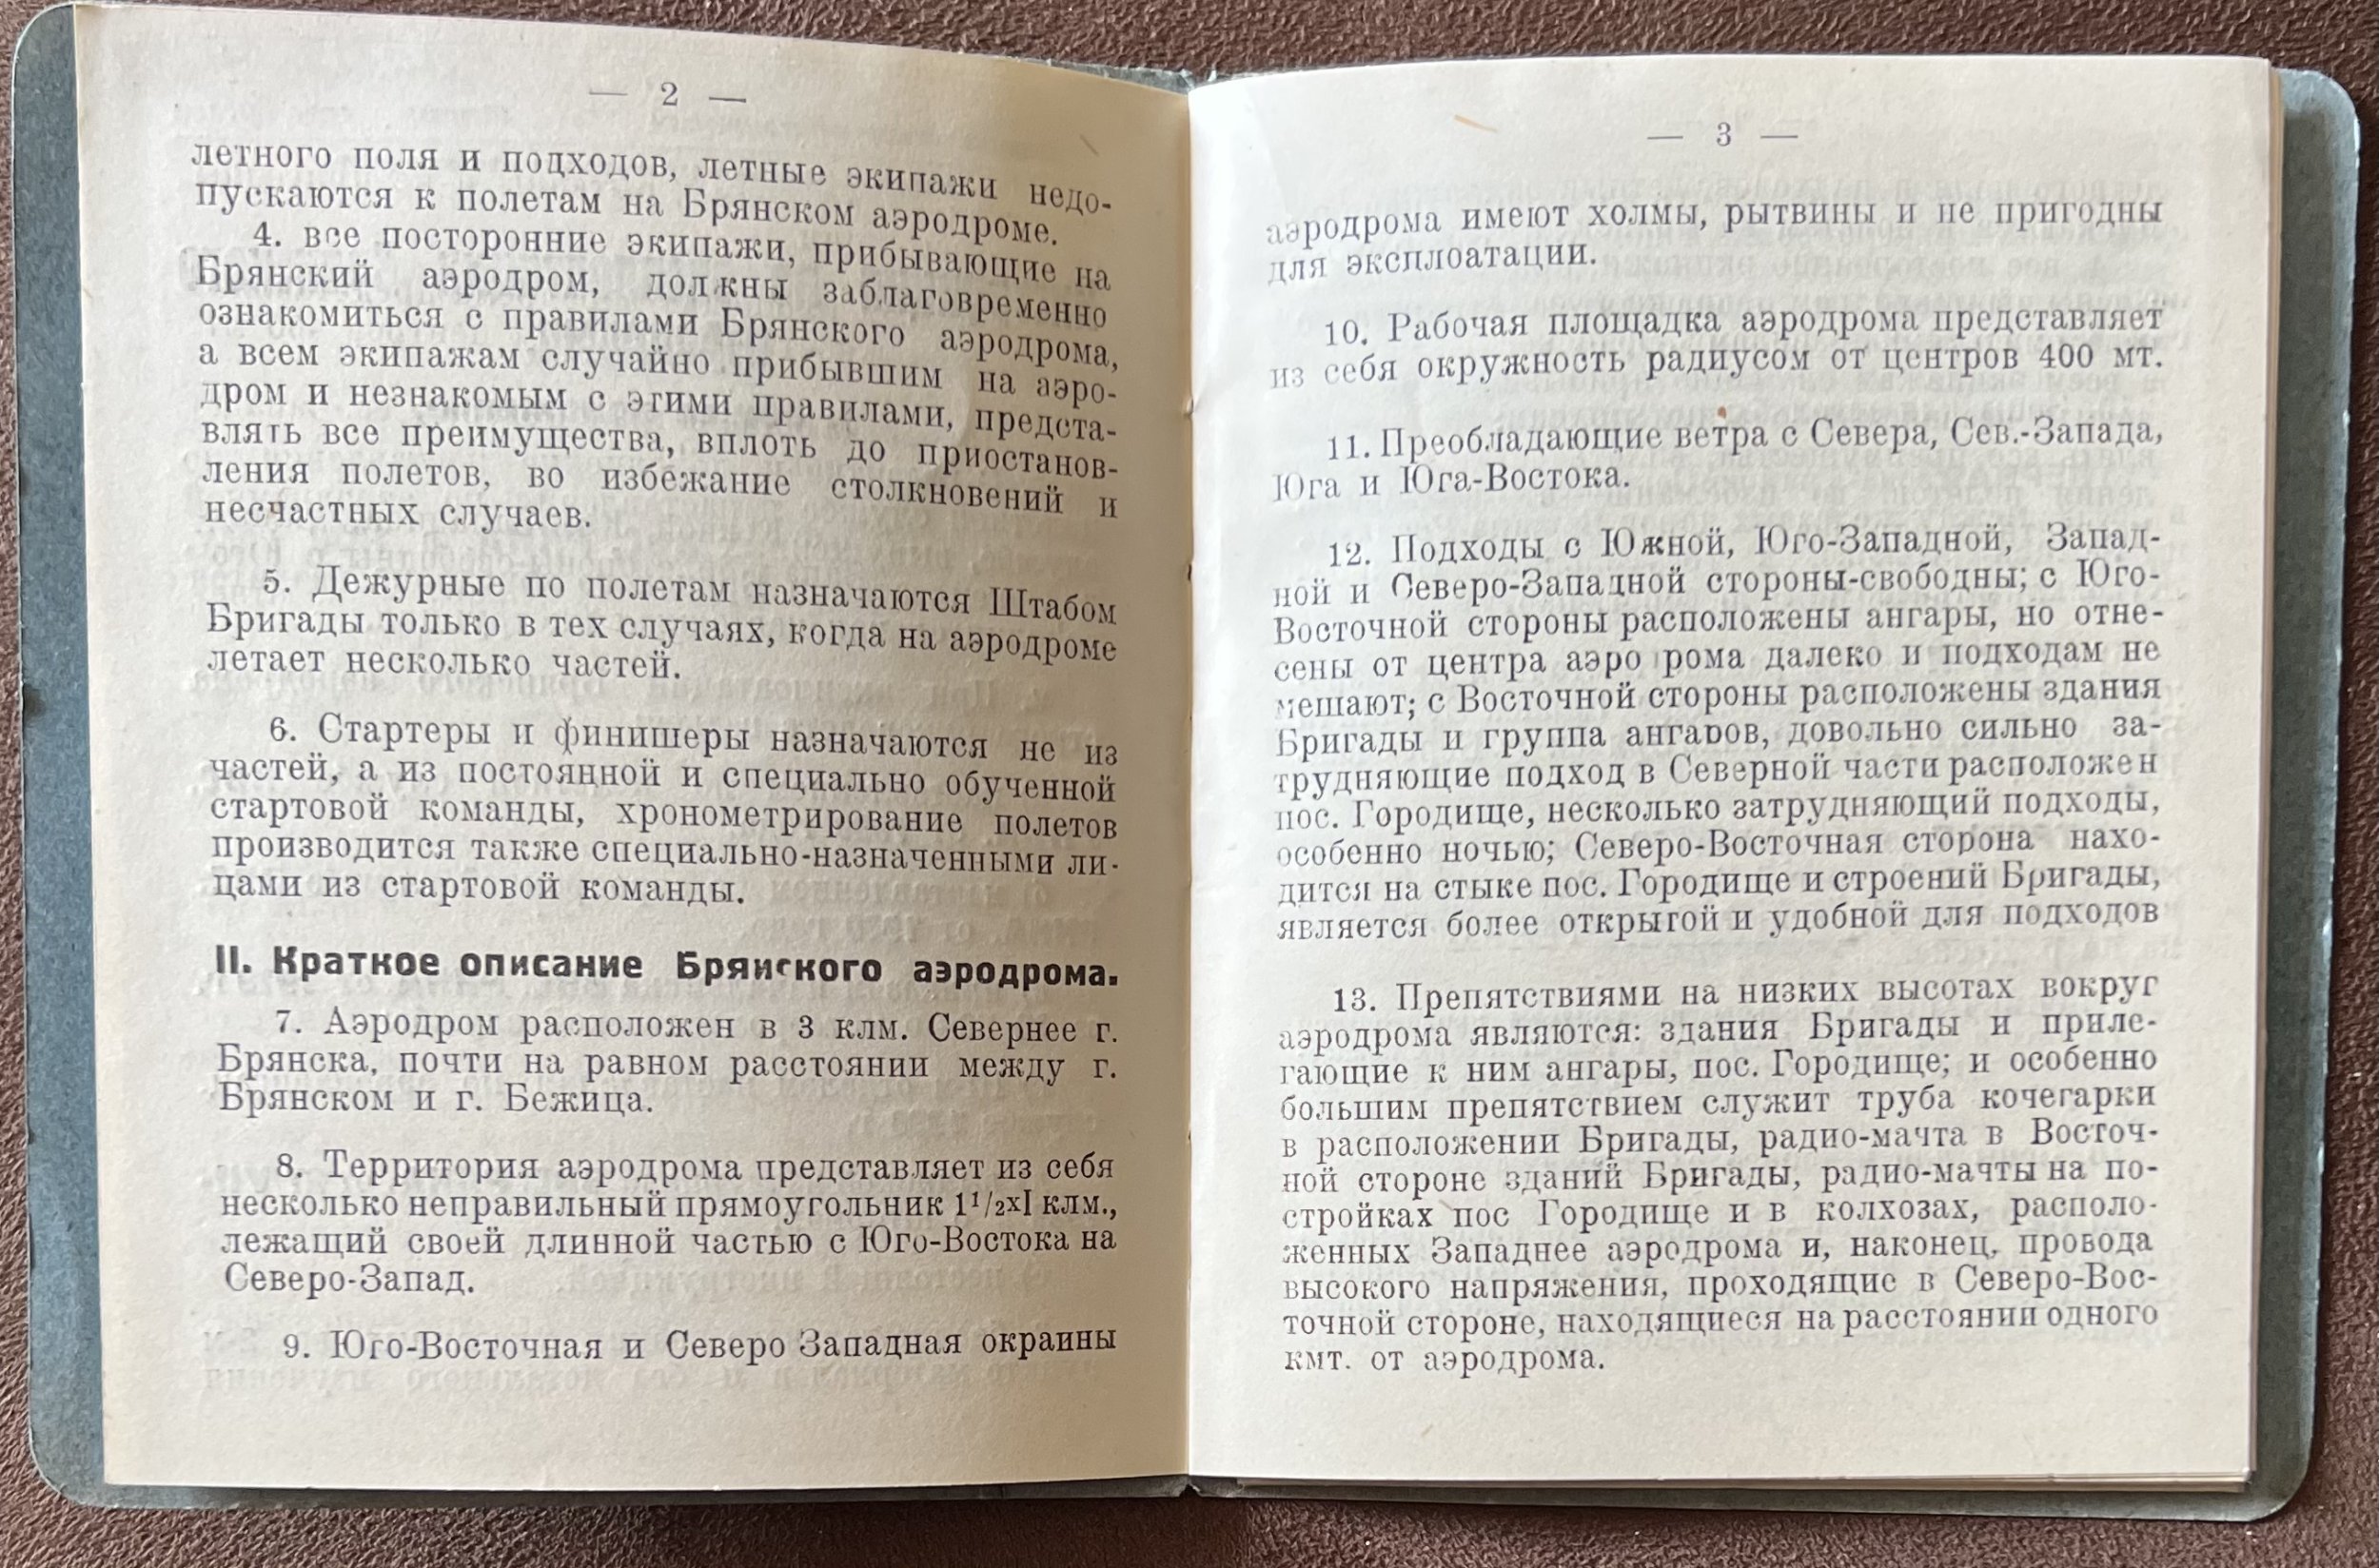 — 2 —
летного поля и подходов, летные экипажи недо-
пускаются к полетам на Брянском аэродроме.
4. все посторонние экипажи, прибывающие на
Брянский аэродром, должны заблаговременно
ознакомиться с правилами Брянского аэродрома,
а всем экипажам случайно прибывшим на аэро-
дром и незнакомым с этими правилами, предста-
влять все преимущества, вплоть до приостанов-
ления полетов, во избежание столкновений и
несчастных случаев.
5. Дежурные по полетам назначаются Штабом
Бригады только в тех случаях, когда на аэродроме
летает несколько частей.
6. Стартеры и финишеры назначаются не из
частей, а из постоянной и специально обученной
стартовой команды, хронометрирование полетов
производится также специально-назначенными ли-
цами из стартовой команды.
II. Краткое описание Брянского аэродрома.
7. Аэродром расположен в 3 клм. Севернее г.
Брянска, почти на равном расстоянии между г.
Брянском и г. Бежица.
8. Территория аэродрома представляет из себя
несколько неправильный прямоугольник 1¹/₂xI клм.,
лежащий своей длинной частью с Юго-Востока на
Северо-Запад.
9. Юго-Восточная и Северо Западная окраины
— 3 —
аэродрома имеют холмы, рытвины и не пригодны
для эксплоатации.
10. Рабочая площадка аэродрома представляет
из себя окружность радиусом от центров 400 мт.
11. Преобладающие ветра с Севера, Сев.-Запада,
Юга и Юга-Востока.
12. Подходы с Южной, Юго-Западной, Запад-
ной и Северо-Западной стороны-свободны; с Юго-
Восточной стороны расположены ангары, но отне-
сены от центра аэро рома далеко и подходам не
мешают; с Восточной стороны расположены здания
Бригады и группа ангаров, довольно сильно за-
трудняющие подход в Северной части расположен
пос. Городище, несколько затрудняющий подходы,
особенно ночью; Северо-Восточная сторона нахо-
дится на стыке пос. Городище и строений Бригады,
является более открытой и удобной для подходов
13. Препятствиями на низких высотах вокруг
аэродрома являются: здания Бригады и приле-
гающие к ним ангары, пос. Городище; и особенно
большим препятствием служит труба кочегарки
в расположении Бригады, радио-мачта в Восточ-
ной стороне зданий Бригады, радио-мачты на по-
стройках пос Городище и в колхозах, располо-
женных Западнее аэродрома и, наконец, провода
высокого напряжения, проходящие в Северо-Вос-
точной стороне, находящиеся на расстоянии одного
кмт. от аэродрома.